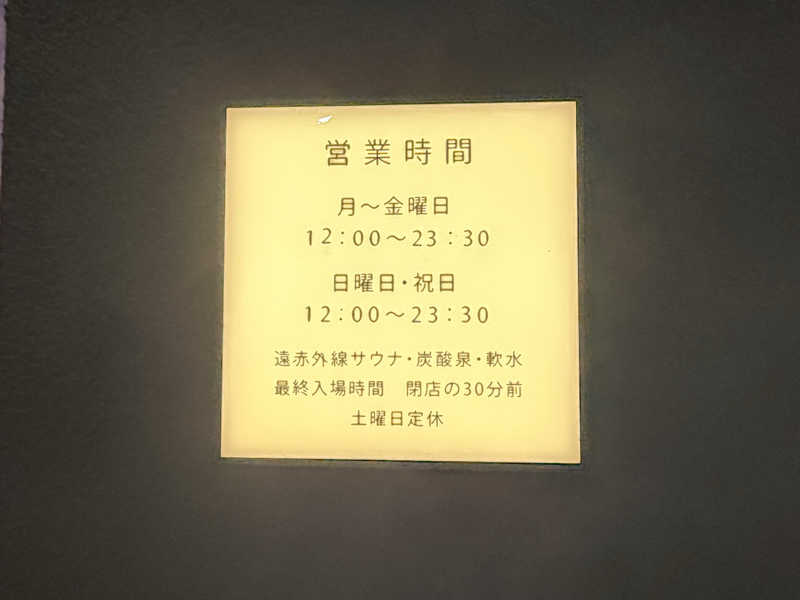 営業時間
月〜金曜日
12:00〜23:30
日曜日・祝日
12:00〜23:30
遠赤外線サウナ・炭酸泉・軟水
最終入場時間　閉店の30分前
土曜日定休